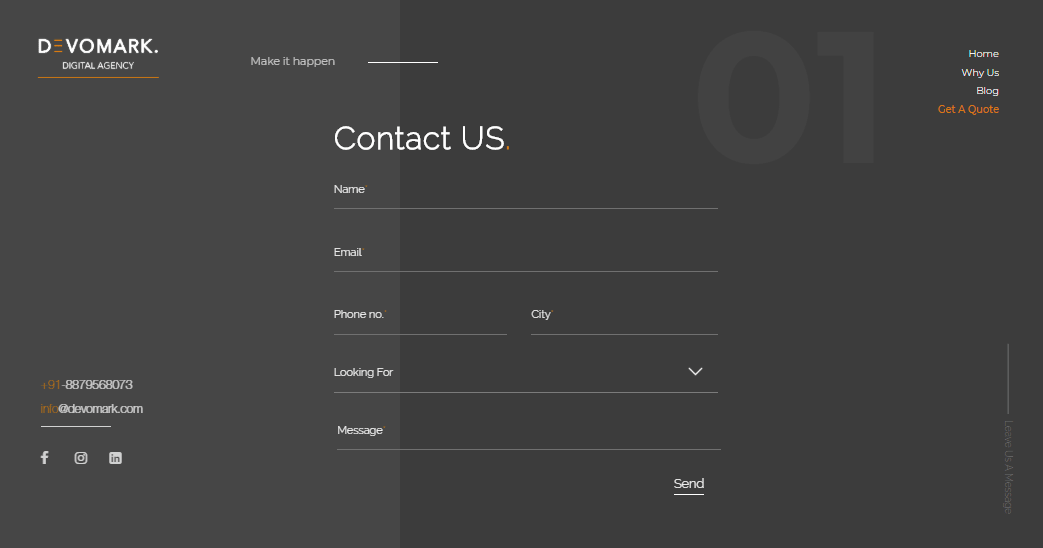 DEVOMARK.
DIGITAL AGENCY
Make it happen
01
Home
Why Us
Blog
Get A Quote
Contact US.
Name*
Email*
Phone no.*
City*
Looking For
Message*
Send
+91-8879568073
info@devomark.com
Leave Us A Message